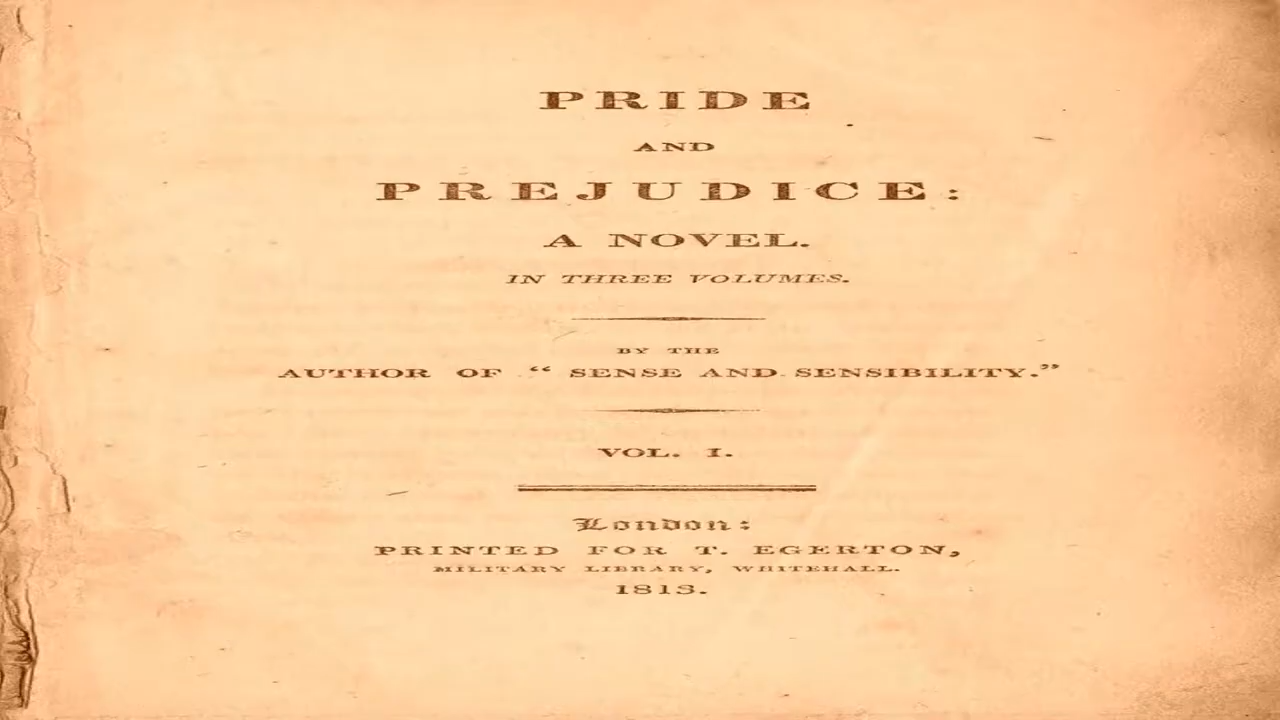 PRIDE
AND
PREJUDICE:
A NOVEL.
IN THREE VOLUMES.
BY THE
AUTHOR OF “ SENSE AND SENSIBILITY.”
VOL. I.
London:
PRINTED FOR T. EGERTON,
MILITARY LIBRARY, WHITEHALL.
1813.